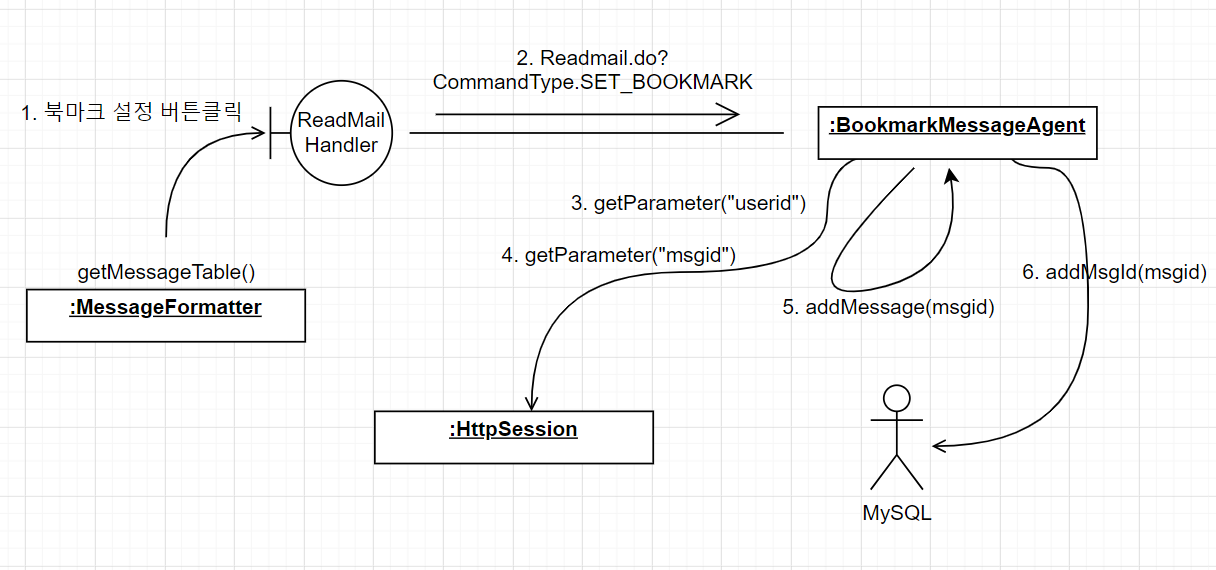 2. Readmail.do?
CommandType.SET_BOOKMARK
1. 북마크 설정 버튼클릭
ReadMail
Handler
:BookmarkMessageAgent
3. getParameter("userid")
4. getParameter("msgid")
getMessageTable()
6. addMsgId(msgid)
:MessageFormatter
5. addMessage(msgid)
:HttpSession
MySQL